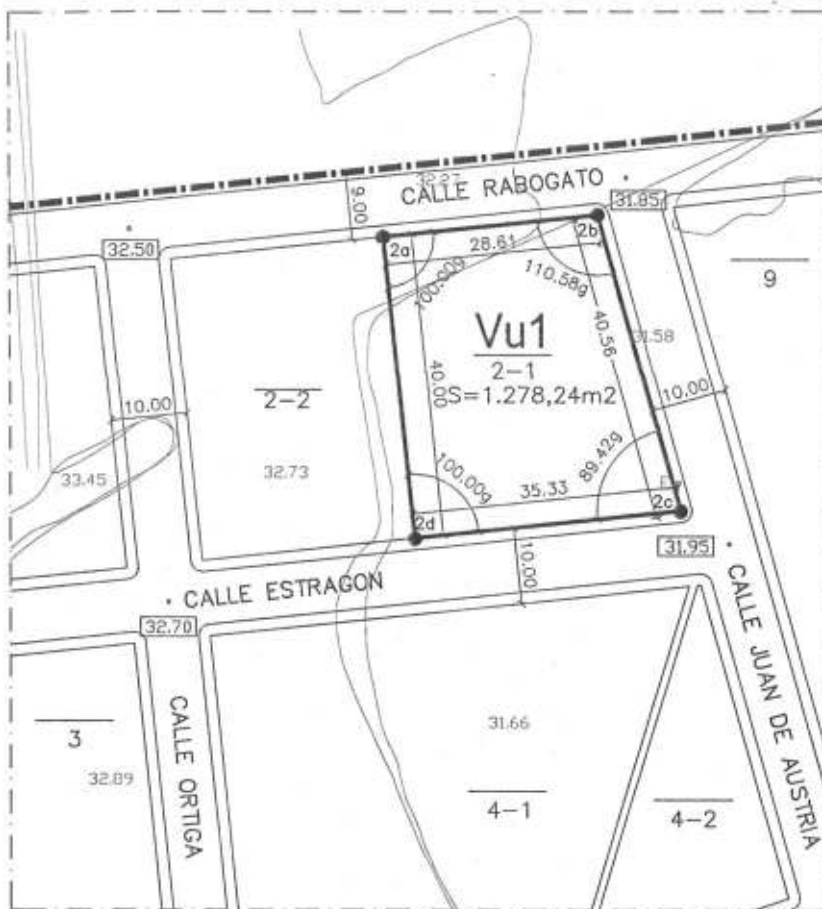 32.27
CALLE RABOGATO
9.00
31.85
32.50
2a
2b
28.61
100.00g
110.58g
9
Vu1
2-1
S=1.278,24m2
40.56
31.58
40.00
10.00
2-2
10.00
32.73
33.45
100.00g
89.42g
35.33
2c
2d
31.95
10.00
CALLE ESTRAGON
32.70
CALLE JUAN DE AUSTRIA
CALLE ORTIGA
3
31.66
32.89
4-1
4-2